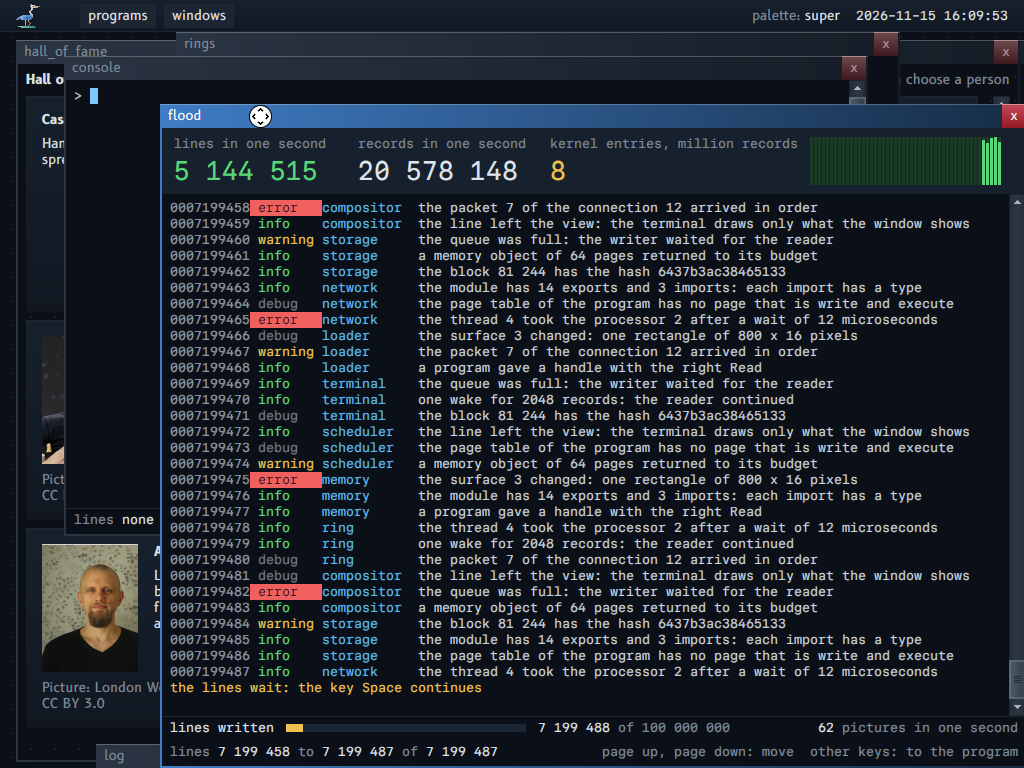 programs windows palette: super 2026-11-15 16:09:53
rings
hall_of_fame
console
Hall o
choose a person
>
Cas
Han
spre
flood
lines in one second records in one second kernel entries, million records
5 144 515 20 578 148 8
0007199458 error compositor the packet 7 of the connection 12 arrived in order
0007199459 info compositor the line left the view: the terminal draws only what the window shows
0007199460 warning storage the queue was full: the writer waited for the reader
0007199461 info storage a memory object of 64 pages returned to its budget
0007199462 info storage the block 81 244 has the hash 6437b3ac38465133
0007199463 info network the module has 14 exports and 3 imports: each import has a type
0007199464 debug network the page table of the program has no page that is write and execute
0007199465 error network the thread 4 took the processor 2 after a wait of 12 microseconds
0007199466 debug loader the surface 3 changed: one rectangle of 800 x 16 pixels
0007199467 warning loader the packet 7 of the connection 12 arrived in order
0007199468 info loader a program gave a handle with the right Read
0007199469 info terminal the queue was full: the writer waited for the reader
0007199470 info terminal one wake for 2048 records: the reader continued
0007199471 debug terminal the block 81 244 has the hash 6437b3ac38465133
0007199472 info scheduler the line left the view: the terminal draws only what the window shows
0007199473 debug scheduler the page table of the program has no page that is write and execute
0007199474 warning scheduler a memory object of 64 pages returned to its budget
0007199475 error memory the surface 3 changed: one rectangle of 800 x 16 pixels
0007199476 info memory the module has 14 exports and 3 imports: each import has a type
0007199477 info memory a program gave a handle with the right Read
0007199478 info ring the thread 4 took the processor 2 after a wait of 12 microseconds
0007199479 info ring one wake for 2048 records: the reader continued
0007199480 debug ring the packet 7 of the connection 12 arrived in order
0007199481 debug compositor the line left the view: the terminal draws only what the window shows
0007199482 error compositor the queue was full: the writer waited for the reader
0007199483 info compositor a memory object of 64 pages returned to its budget
0007199484 warning storage the block 81 244 has the hash 6437b3ac38465133
0007199485 info storage the module has 14 exports and 3 imports: each import has a type
0007199486 info storage the page table of the program has no page that is write and execute
0007199487 info network the thread 4 took the processor 2 after a wait of 12 microseconds
the lines wait: the key Space continues
lines written 7 199 488 of 100 000 000 62 pictures in one second
lines 7 199 458 to 7 199 487 of 7 199 487 page up, page down: move other keys: to the program
Pict
CC
lines none
Picture: London W
CC BY 3.0
log